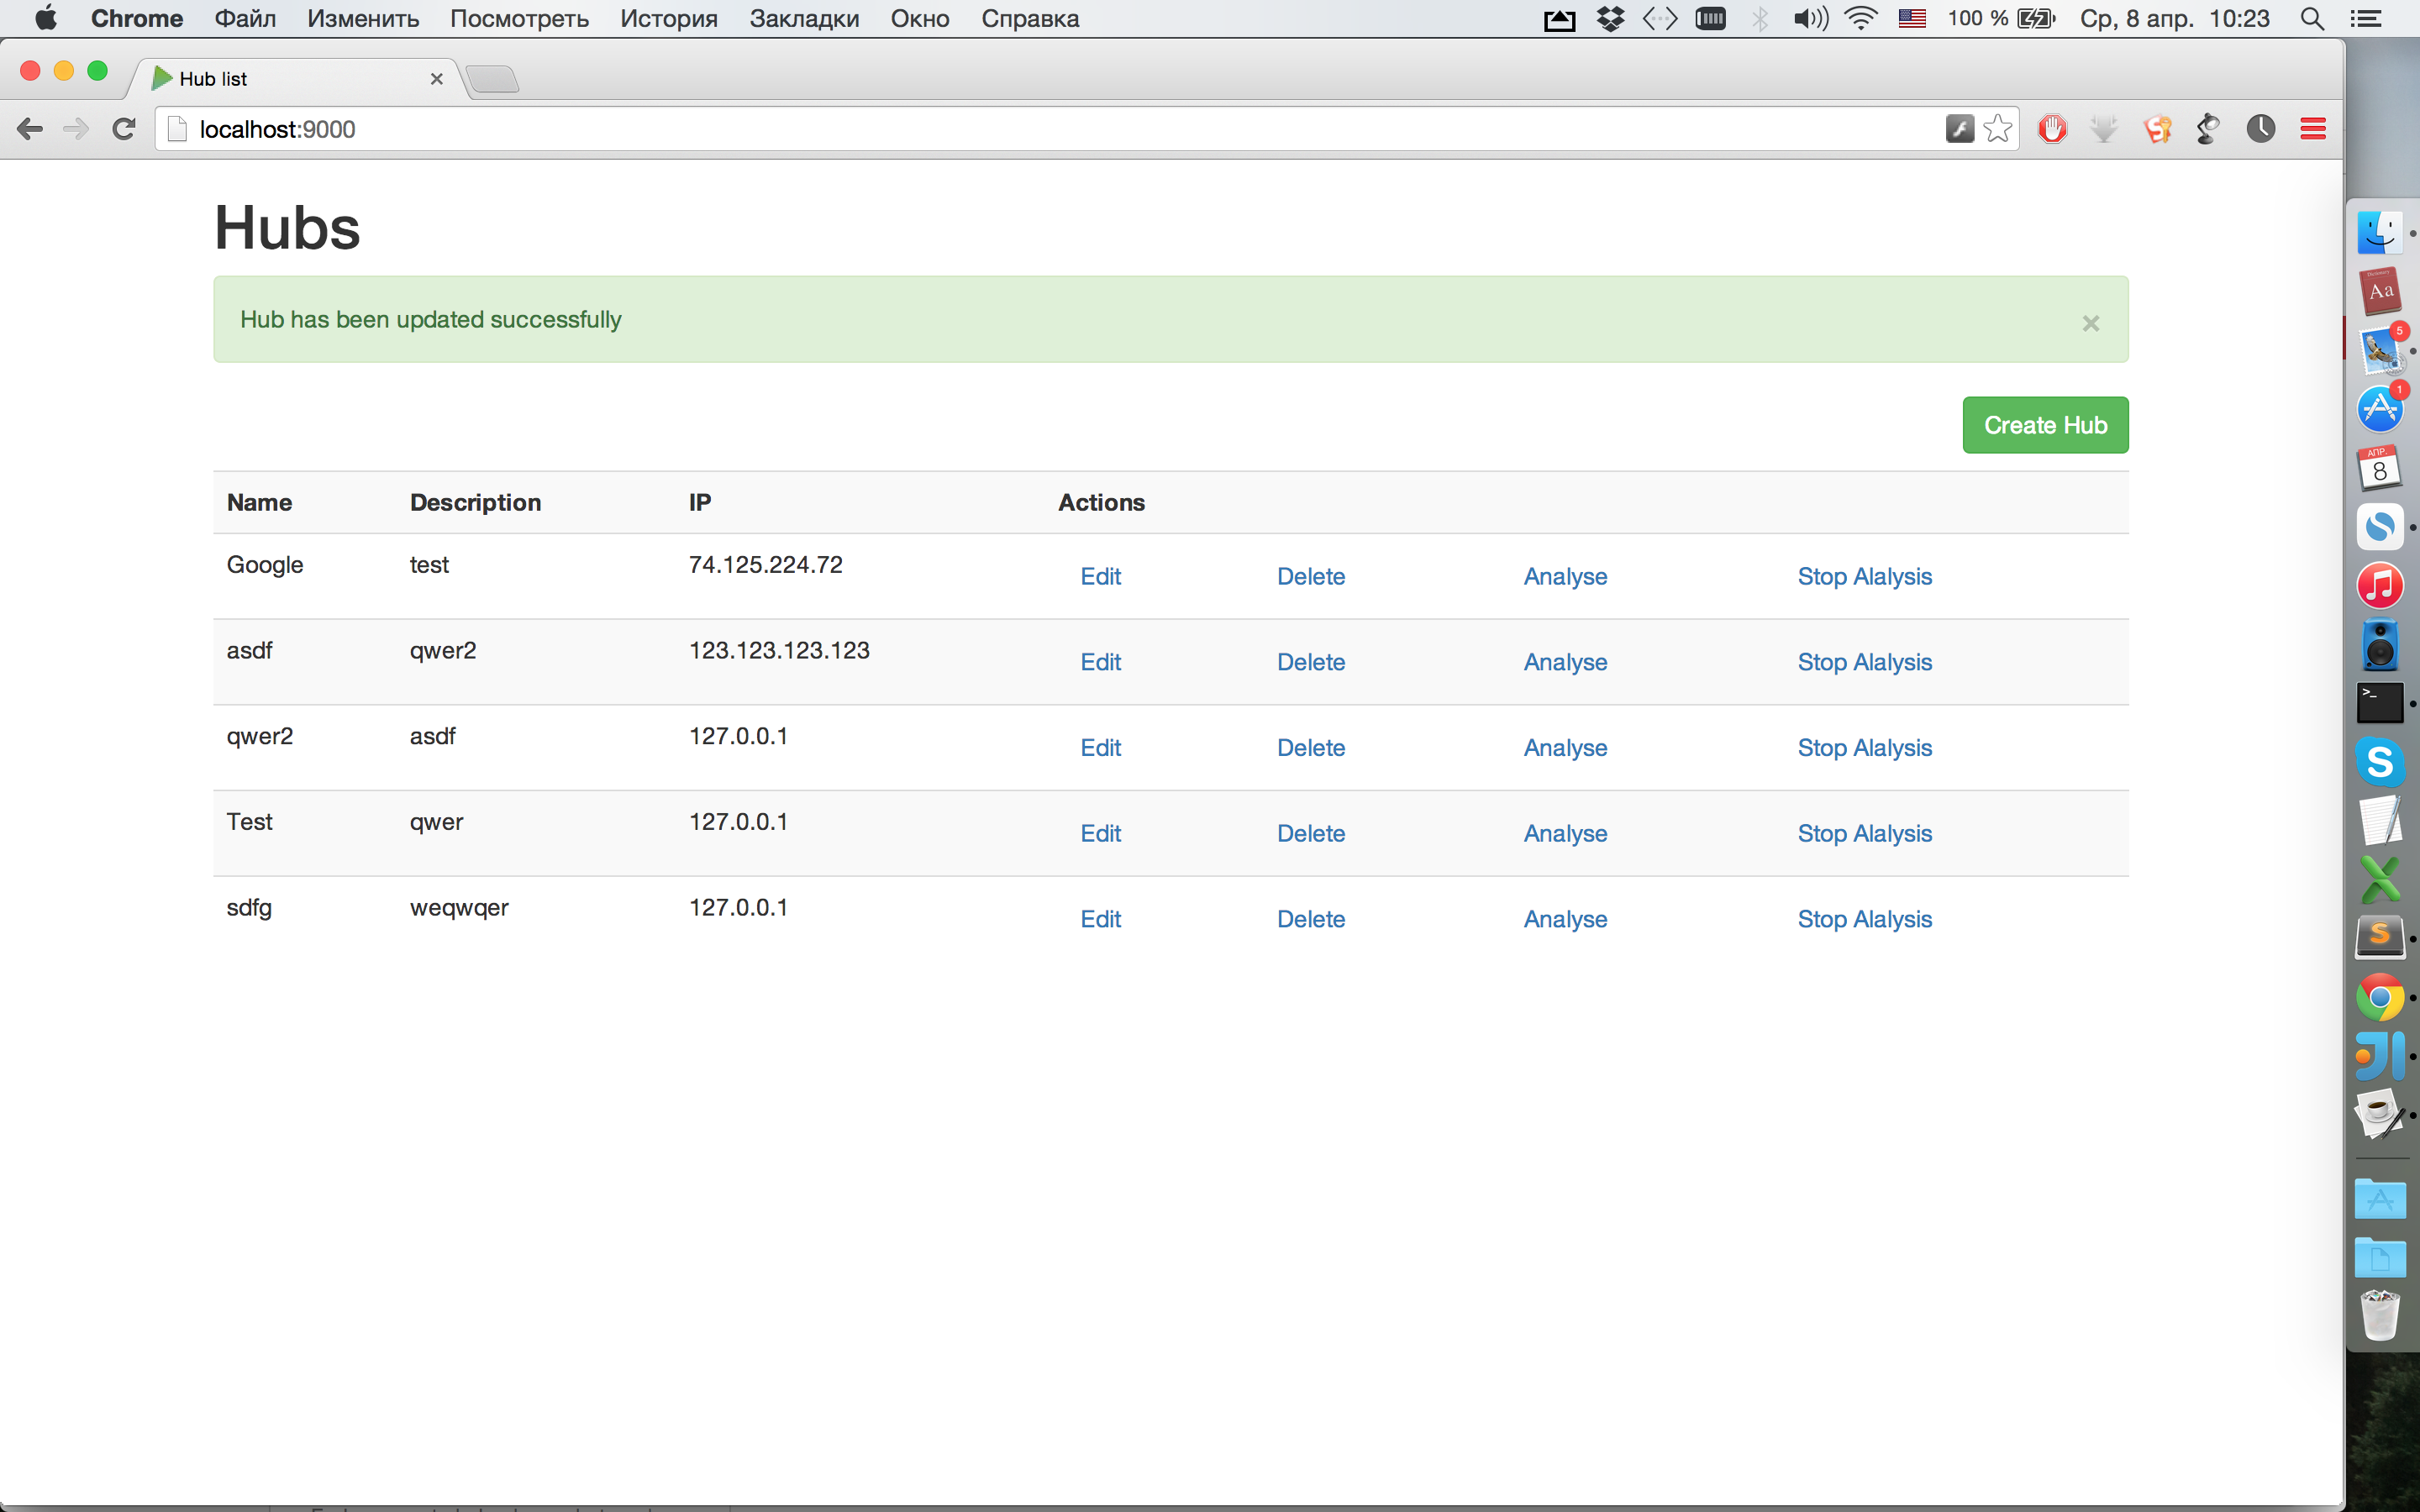 Chrome Файл Изменить Посмотреть История Закладки Окно Справка 100 % Ср, 8 апр. 10:23
Hub list
localhost:9000
Hubs
Hub has been updated successfully
Create Hub
Name Description IP Actions
Google test 74.125.224.72 Edit Delete Analyse Stop Alalysis
asdf qwer2 123.123.123.123 Edit Delete Analyse Stop Alalysis
qwer2 asdf 127.0.0.1 Edit Delete Analyse Stop Alalysis
Test qwer 127.0.0.1 Edit Delete Analyse Stop Alalysis
sdfg weqwqer 127.0.0.1 Edit Delete Analyse Stop Alalysis
Dictionary
Aa
5
1
АПР.
8